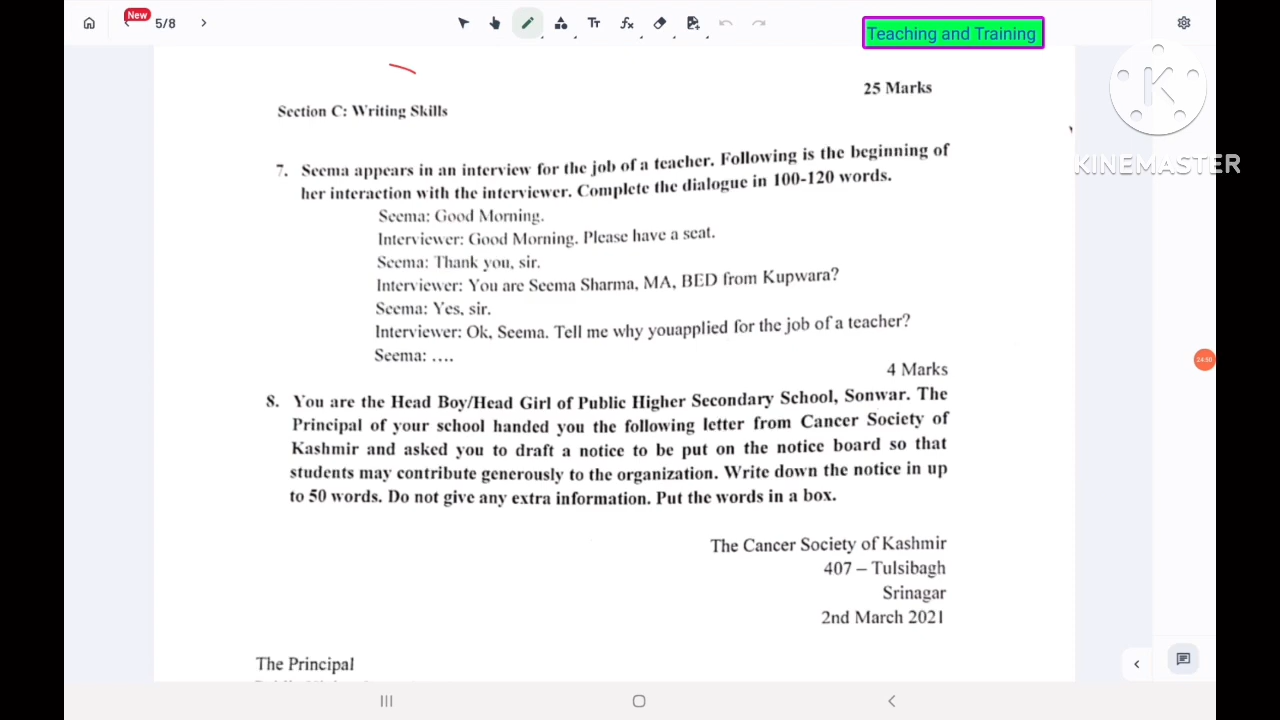 New
5/8
Tt
fx
Teaching and Training
KINEMASTER
25 Marks
Section C: Writing Skills
7. Seema appears in an interview for the job of a teacher. Following is the beginning of
her interaction with the interviewer. Complete the dialogue in 100-120 words.
Seema: Good Morning.
Interviewer: Good Morning. Please have a seat.
Seema: Thank you, sir.
Interviewer: You are Seema Sharma, MA, BED from Kupwara?
Seema: Yes, sir.
Interviewer: Ok, Seema. Tell me why youapplied for the job of a teacher?
Seema: ....
4 Marks
24:50
8. You are the Head Boy/Head Girl of Public Higher Secondary School, Sonwar. The
Principal of your school handed you the following letter from Cancer Society of
Kashmir and asked you to draft a notice to be put on the notice board so that
students may contribute generously to the organization. Write down the notice in up
to 50 words. Do not give any extra information. Put the words in a box.
The Cancer Society of Kashmir
407 – Tulsibagh
Srinagar
2nd March 2021
The Principal